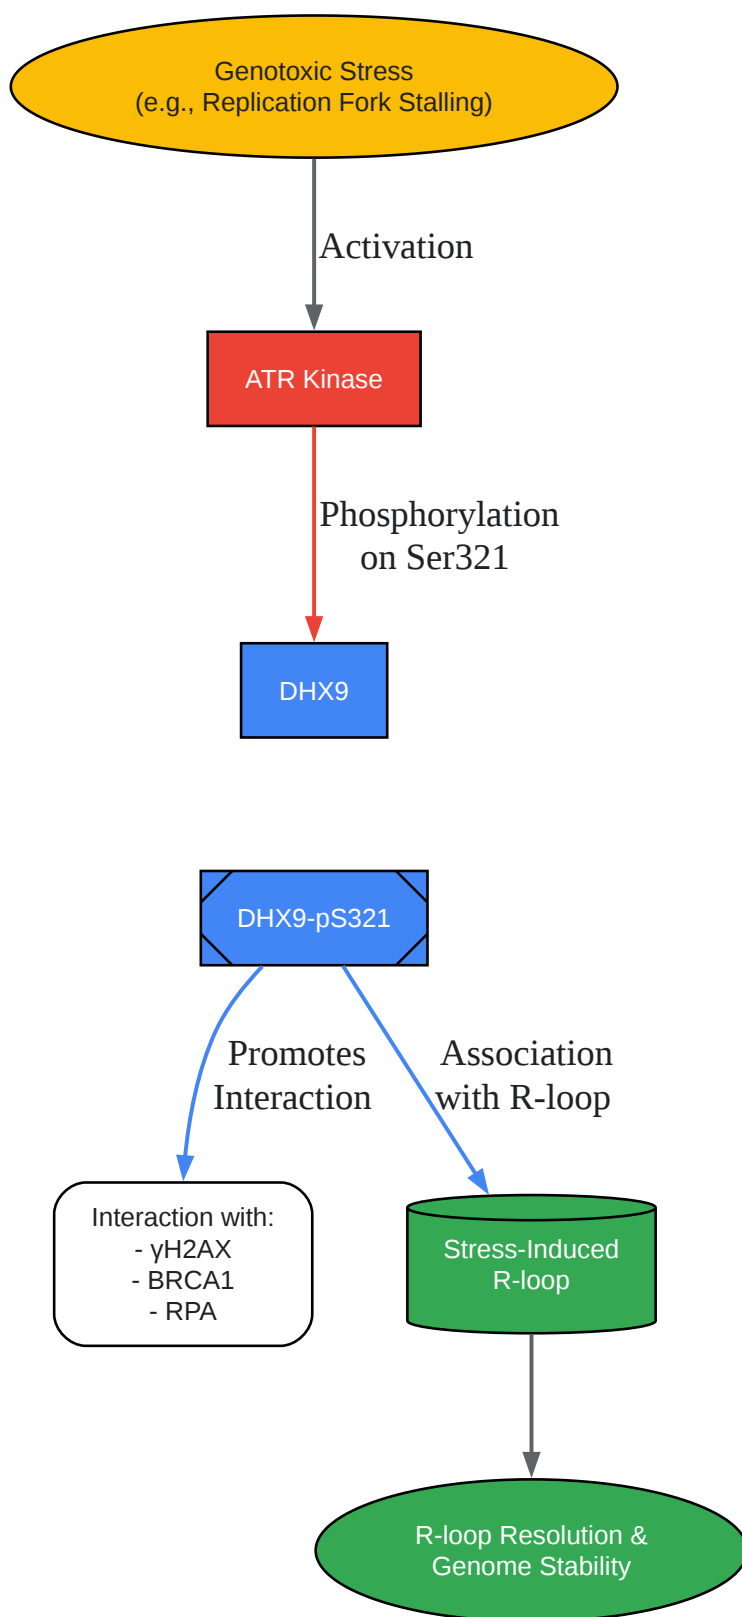 Genotoxic Stress
(e.g., Replication Fork Stalling)
Activation
ATR Kinase
Phosphorylation
on Ser321
DHX9
DHX9-pS321
Promotes
Interaction
Association
with R-loop
Interaction with:
- γH2AX
- BRCA1
- RPA
Stress-Induced
R-loop
R-loop Resolution &
Genome Stability